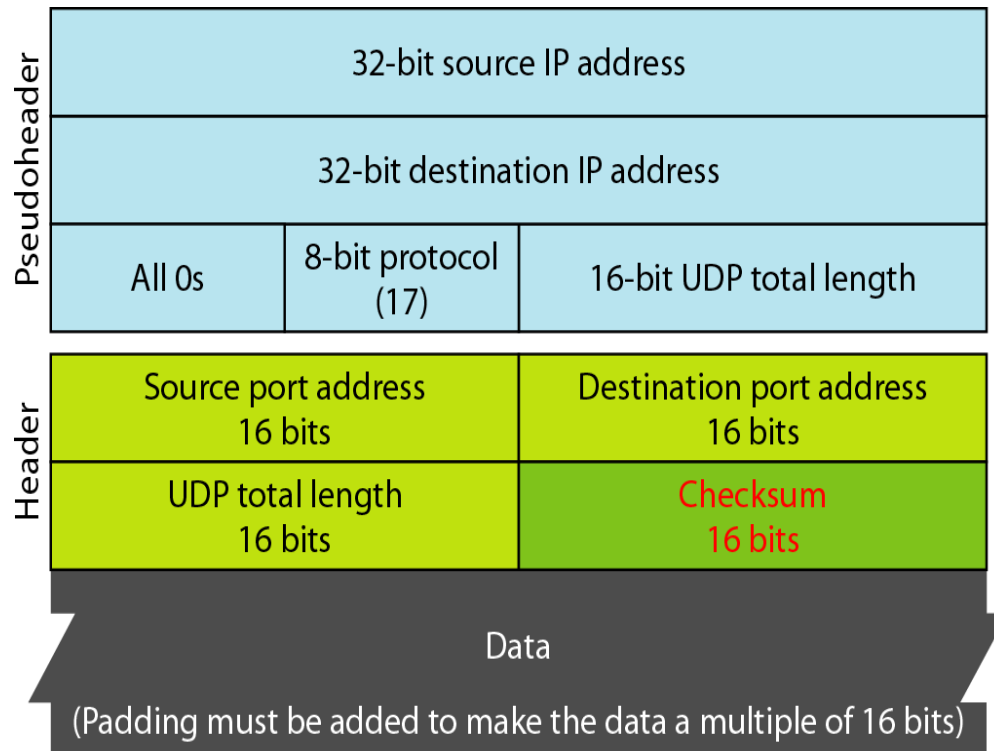 Pseudoheader
32-bit source IP address
32-bit destination IP address
All 0s
8-bit protocol
(17)
16-bit UDP total length
Header
Source port address
16 bits
Destination port address
16 bits
UDP total length
16 bits
Checksum
16 bits
Data
(Padding must be added to make the data a multiple of 16 bits)